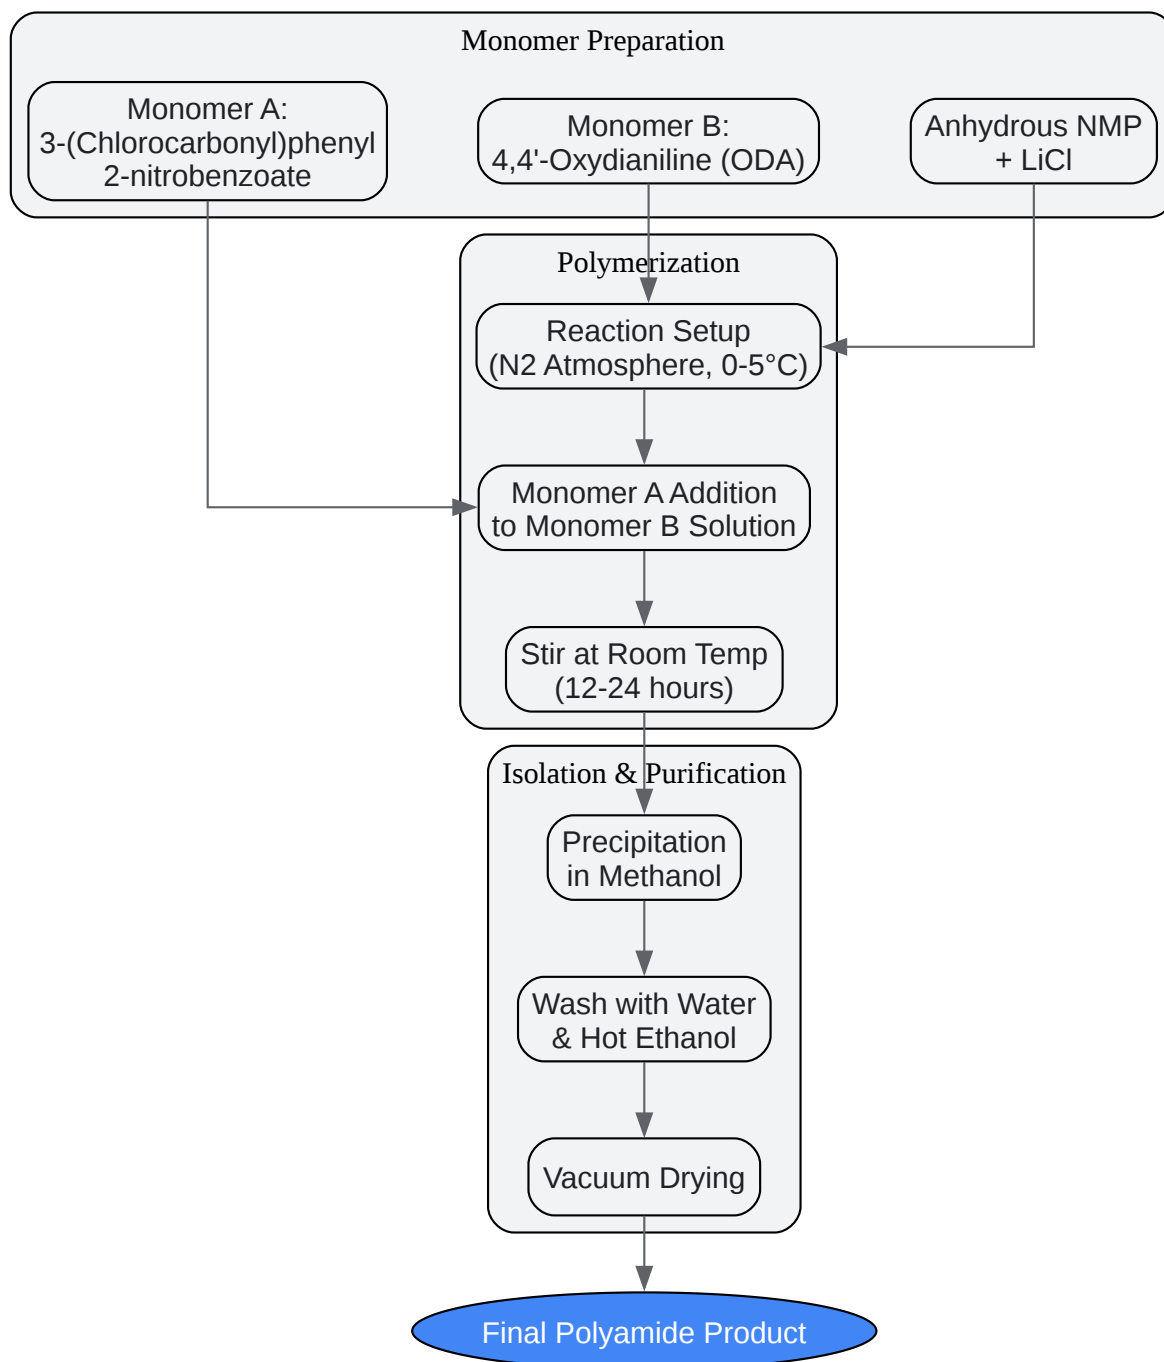 Monomer Preparation
Monomer A:
3-(Chlorocarbonyl)phenyl
2-nitrobenzoate
Monomer B:
4,4'-Oxydianiline (ODA)
Anhydrous NMP
+ LiCl
Polymerization
Reaction Setup
(N2 Atmosphere, 0-5°C)
Monomer A Addition
to Monomer B Solution
Stir at Room Temp
(12-24 hours)
Isolation & Purification
Precipitation
in Methanol
Wash with Water
& Hot Ethanol
Vacuum Drying
Final Polyamide Product